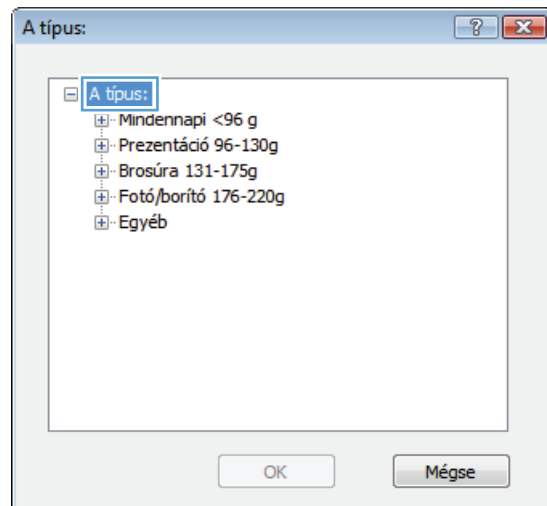 A típus:
A típus:
Mindennapi <96 g
Prezentáció 96-130g
Brosúra 131-175g
Fotó/borító 176-220g
Egyéb
OK
Mégse